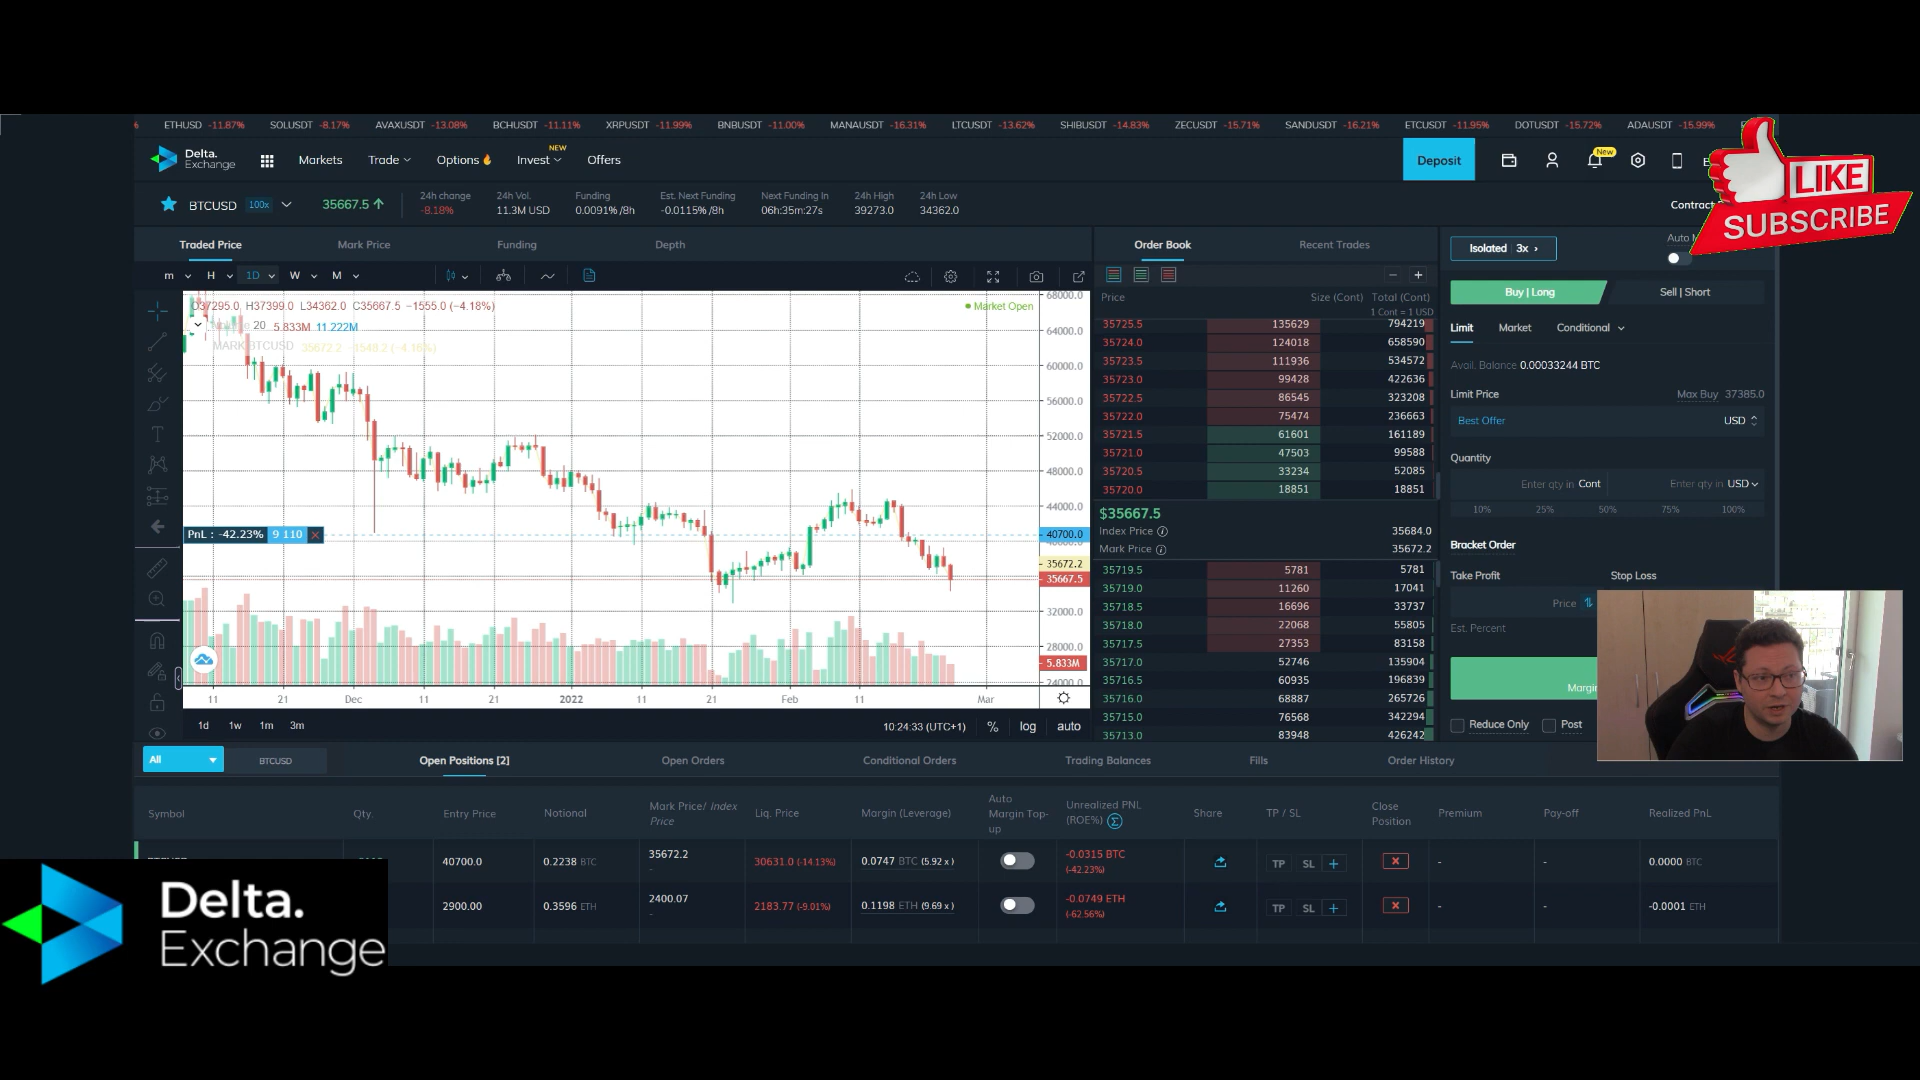 ETHUSD -11.87% SOLUSDT -8.17% AVAXUSDT -13.08% BCHUSDT -11.11% XRPUSDT -11.99% BNBUSDT -11.00% MANAUSDT -16.31% LTCUSDT -13.62% SHIBUSDT -14.83% ZECUSDT -15.71% SANDUSDT -16.21% ETCUSDT -11.95% DOTUSDT -15.72% ADAUSDT -15.99%
Delta.
Exchange
Markets Trade Options Invest NEW Offers
Deposit New
LIKE
SUBSCRIBE
BTCUSD 100x 35667.5
24h change 24h Vol. Funding Est. Next Funding Next Funding In 24h High 24h Low
-8.18% 11.3M USD 0.0091% /8h -0.0115% /8h 06h:35m:27s 39273.0 34362.0
Contract
Traded Price Mark Price Funding Depth
m H 1D W M
O37295.0 H37399.0 L34362.0 C35667.5 −1555.0 (−4.18%)
Market Open
20 5.833M 11.222M
MARK:BTCUSD 35672.2 −1548.2 (−4.16%)
PnL : -42.23% 9 110
68000.0
64000.0
60000.0
56000.0
52000.0
48000.0
44000.0
40700.0
35672.2
35667.5
32000.0
28000.0
5.833M
24000.0
11 21 Dec 11 21 2022 11 21 Feb 11 Mar
1d 1w 1m 3m
10:24:33 (UTC+1) % log auto
Order Book Recent Trades
Price Size (Cont) Total (Cont)
1 Cont = 1 USD
35725.5 135629 794219
35724.0 124018 658590
35723.5 111936 534572
35723.0 99428 422636
35722.5 86545 323208
35722.0 75474 236663
35721.5 61601 161189
35721.0 47503 99588
35720.5 33234 52085
35720.0 18851 18851
$35667.5
Index Price 35684.0
Mark Price 35672.2
35719.5 5781 5781
35719.0 11260 17041
35718.5 16696 33737
35718.0 22068 55805
35717.5 27353 83158
35717.0 52746 135904
35716.5 60935 196839
35716.0 68887 265726
35715.0 76568 342294
35713.0 83948 426242
Isolated 3x
Auto
Buy | Long Sell | Short
Limit Market Conditional
Avail. Balance 0.00033244 BTC
Limit Price Max Buy 37385.0
Best Offer USD
Quantity
Enter qty in Cont Enter qty in USD
10% 25% 50% 75% 100%
Bracket Order
Take Profit Stop Loss
Price
Est. Percent
Reduce Only Post
All BTCUSD
Open Positions [2] Open Orders Conditional Orders Trading Balances Fills Order History
Symbol Qty. Entry Price Notional Mark Price/ Index Price Liq. Price Margin (Leverage) Auto Margin Top-up Unrealized PNL (ROE%) Share TP / SL Close Position Premium Pay-off Realized PnL
40700.0 0.2238 BTC 35672.2 - 30631.0 (-14.13%) 0.0747 BTC (5.92 x) -0.0315 BTC (-42.23%) TP SL + - - 0.0000 BTC
2900.00 0.3596 ETH 2400.07 - 2183.77 (-9.01%) 0.1198 ETH (9.69 x) -0.0749 ETH (-62.56%) TP SL + - - -0.0001 ETH
Delta.
Exchange